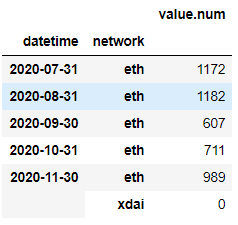 value.num
datetime network
2020-07-31 eth 1172
2020-08-31 eth 1182
2020-09-30 eth 607
2020-10-31 eth 711
2020-11-30 eth 989
xdai 0